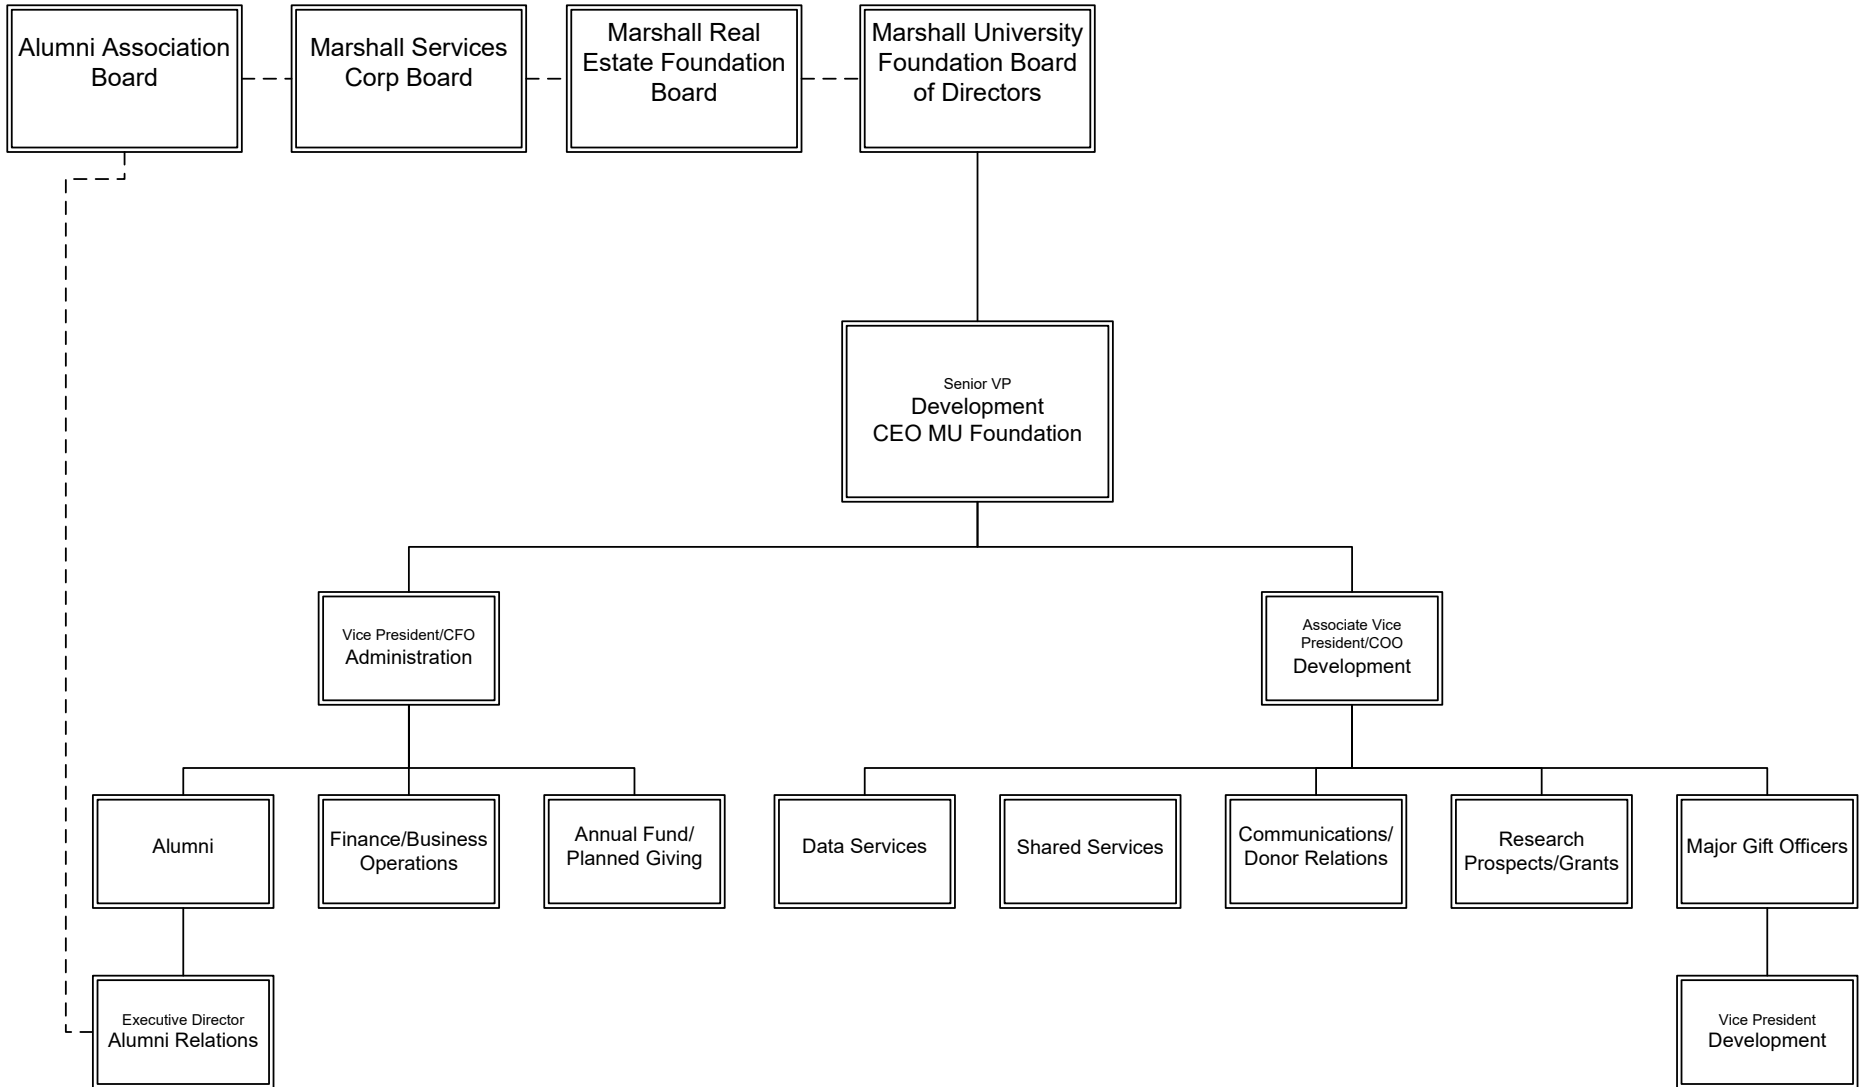 Alumni Association
Board
Marshall Services
Corp Board
Marshall Real
Estate Foundation
Board
Marshall University
Foundation Board
of Directors
Senior VP
Development
CEO MU Foundation
Vice President/CFO
Administration
Associate Vice
President/COO
Development
Alumni
Finance/Business
Operations
Annual Fund/
Planned Giving
Data Services
Shared Services
Communications/
Donor Relations
Research
Prospects/Grants
Major Gift Officers
Executive Director
Alumni Relations
Vice President
Development